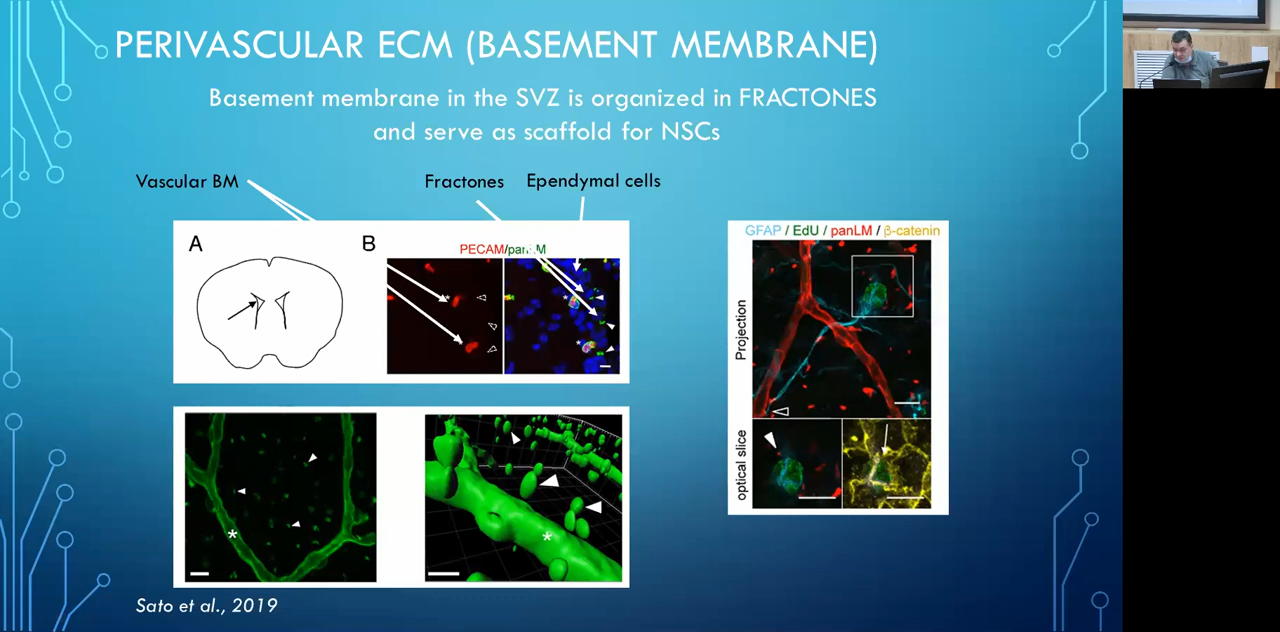 PERIVASCULAR ECM (BASEMENT MEMBRANE)
Basement membrane in the SVZ is organized in FRACTONES
and serve as scaffold for NSCs
Vascular BM
Fractones
Ependymal cells
A
B
PECAM/pan
M
GFAP / EdU / panLM / β-catenin
Projection
optical slice
Sato et al., 2019